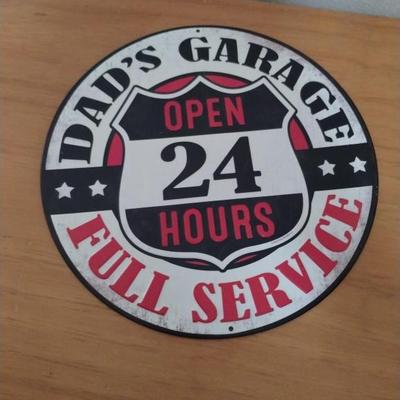 DAD'S GARAGE
OPEN
24
HOURS
FULL SERVICE